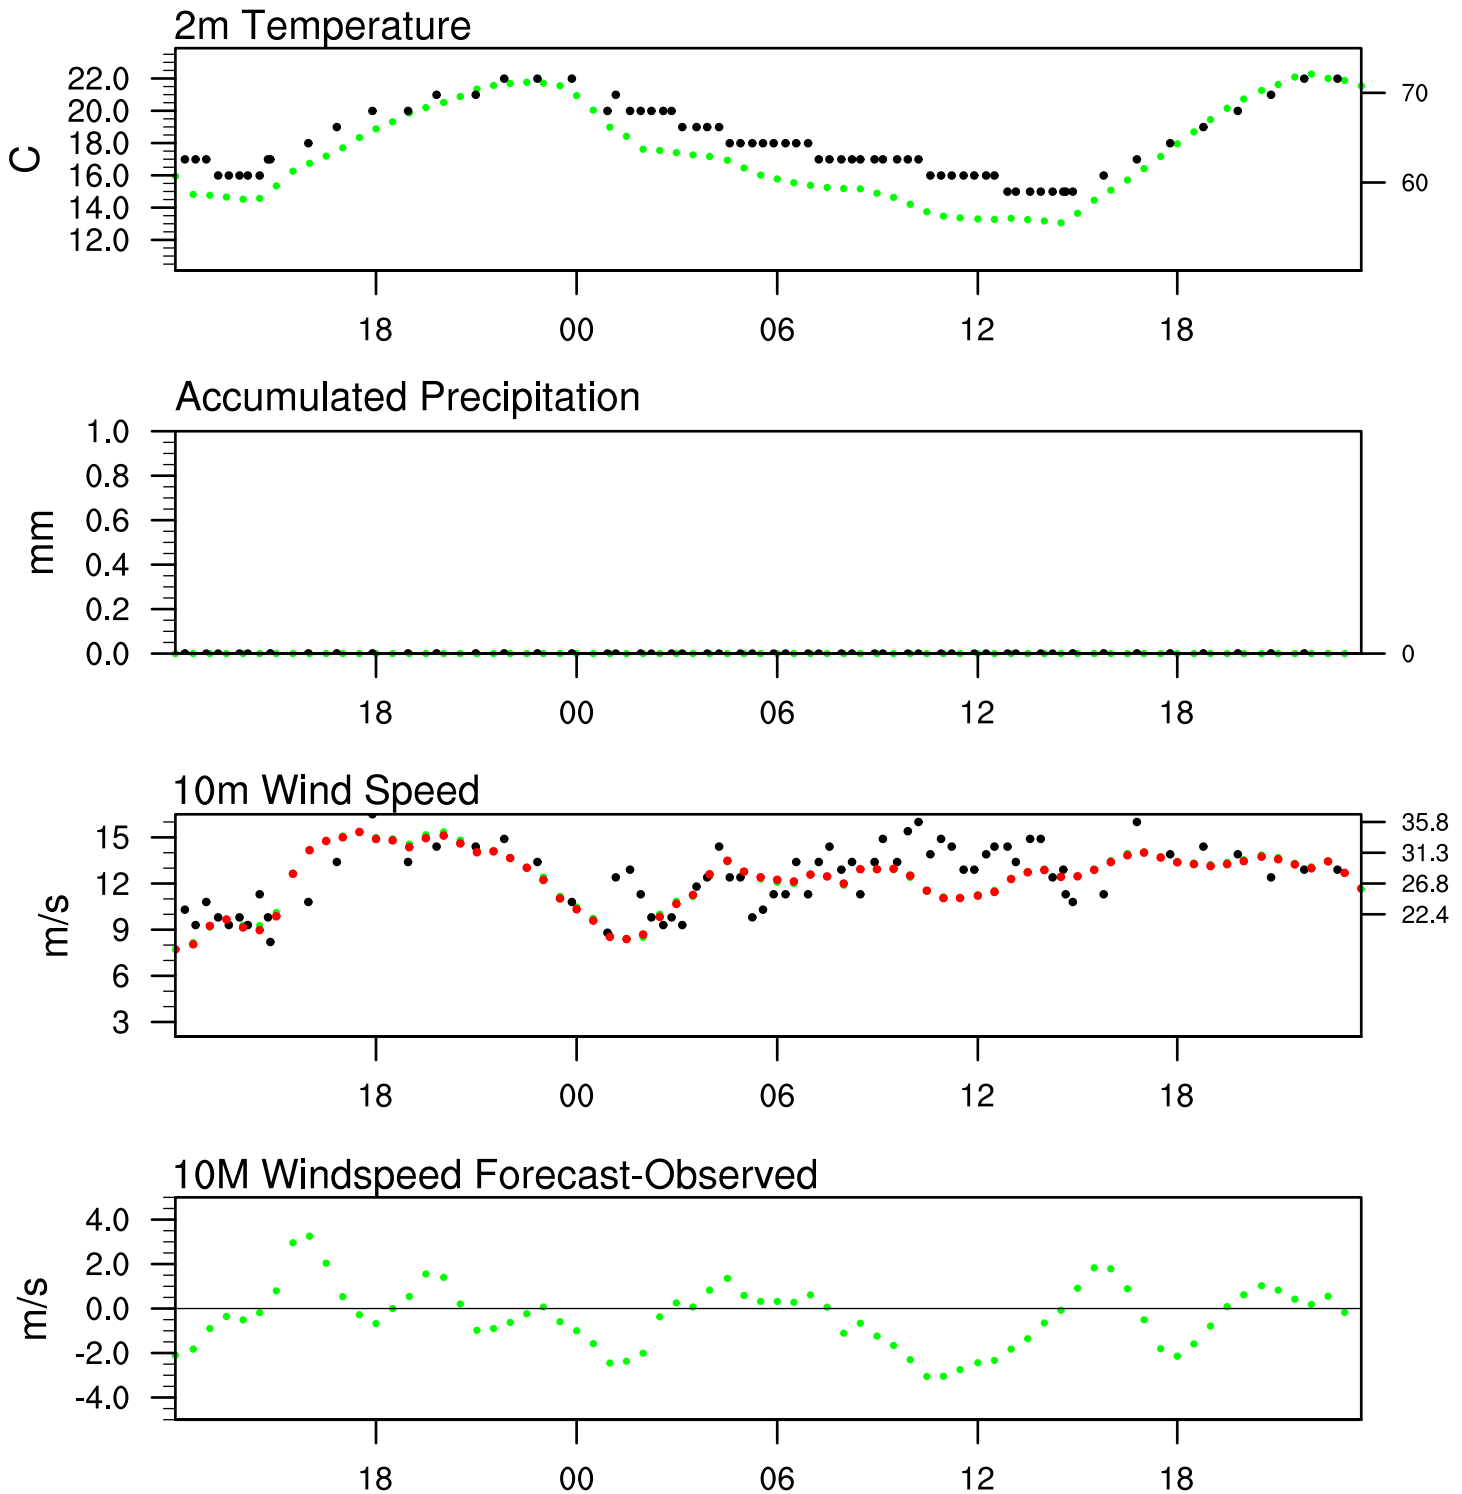 2m Temperature
22.0
20.0
18.0
16.0
14.0
12.0
C
70
60
18 00 06 12 18
Accumulated Precipitation
1.0
0.8
0.6
0.4
0.2
0.0
mm
0
18 00 06 12 18
10m Wind Speed
15
12
9
6
3
m/s
35.8
31.3
26.8
22.4
18 00 06 12 18
10M Windspeed Forecast-Observed
4.0
2.0
0.0
-2.0
-4.0
m/s
18 00 06 12 18